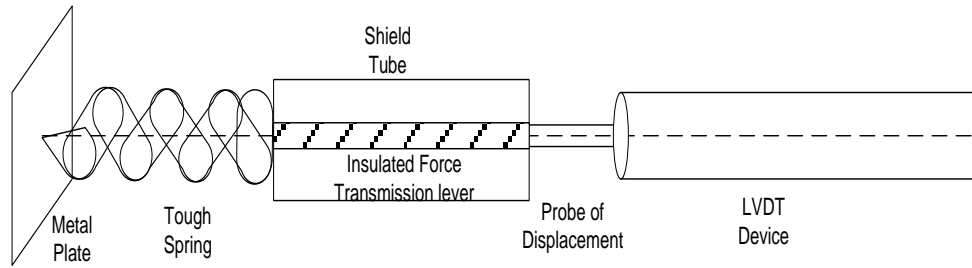 Shield
Tube
Insulated Force
Transmission lever
Metal
Plate
Tough
Spring
Probe of
Displacement
LVDT
Device